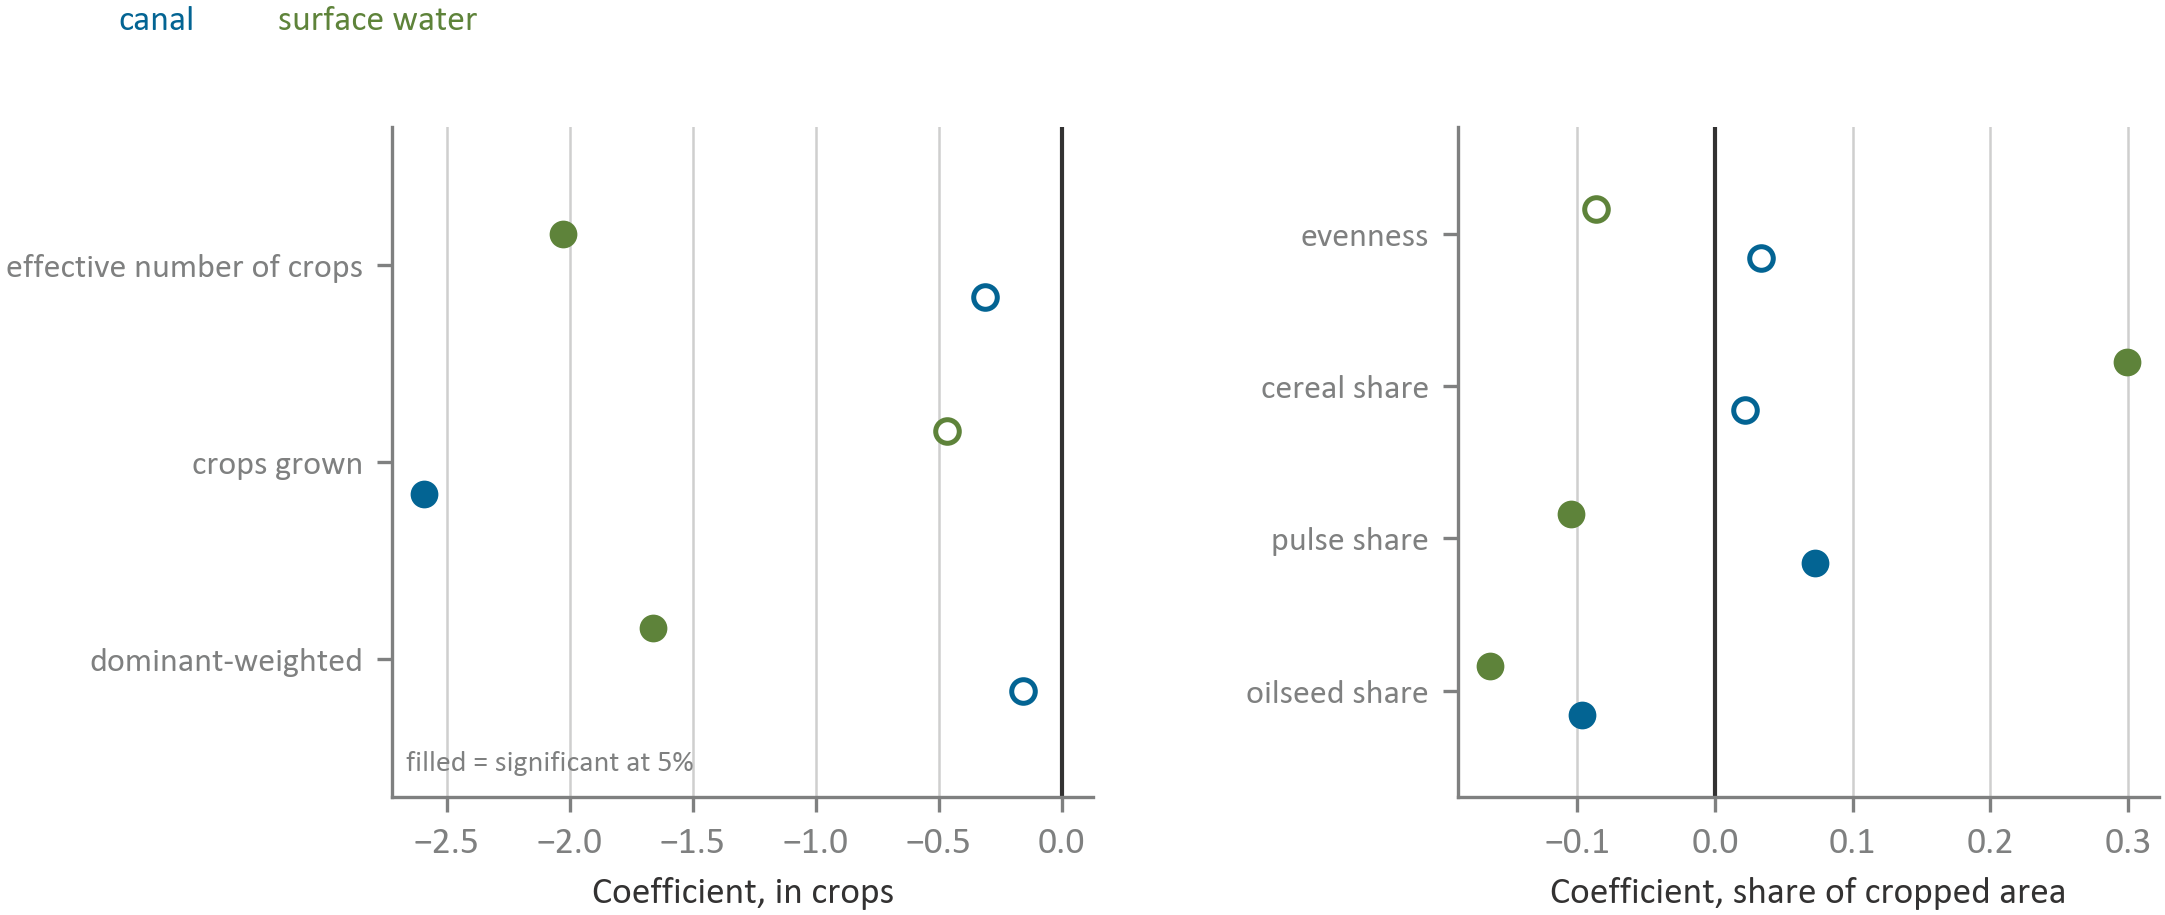 canal surface water
effective number of crops
crops grown
dominant-weighted
filled = significant at 5%
−2.5 −2.0 −1.5 −1.0 −0.5 0.0
Coefficient, in crops
evenness
cereal share
pulse share
oilseed share
−0.1 0.0 0.1 0.2 0.3
Coefficient, share of cropped area